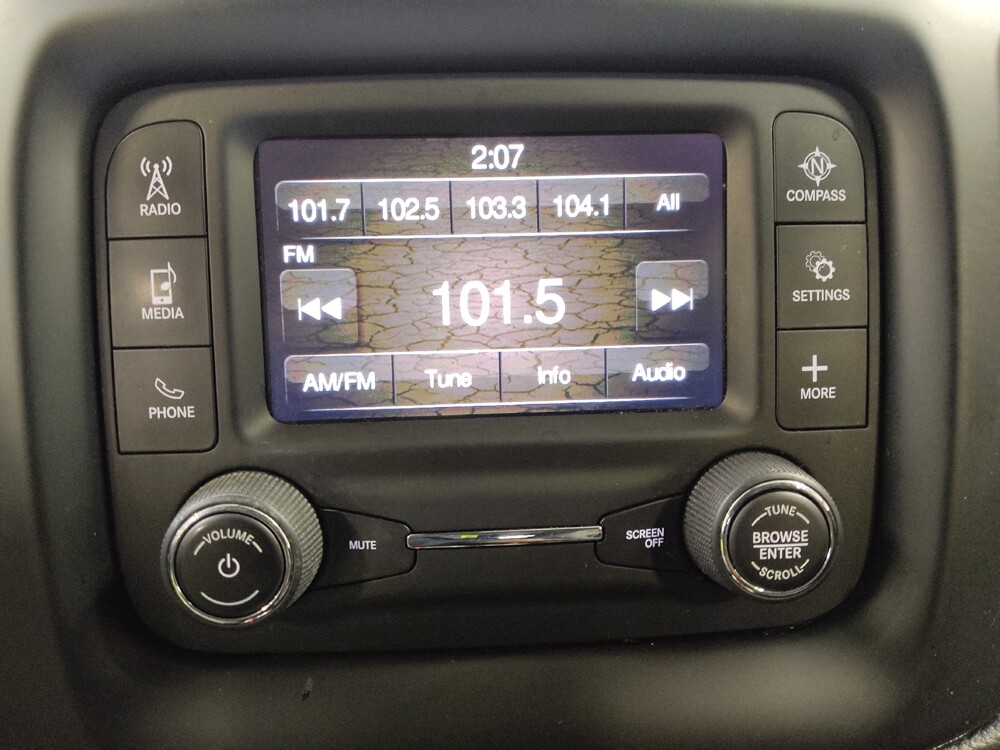 2:07
101.7 102.5 103.3 104.1 All
FM
101.5
AM/FM Tune Info Audio
RADIO
MEDIA
PHONE
N
COMPASS
SETTINGS
MORE
VOLUME
MUTE
SCREEN
OFF
TUNE
BROWSE
ENTER
SCROLL